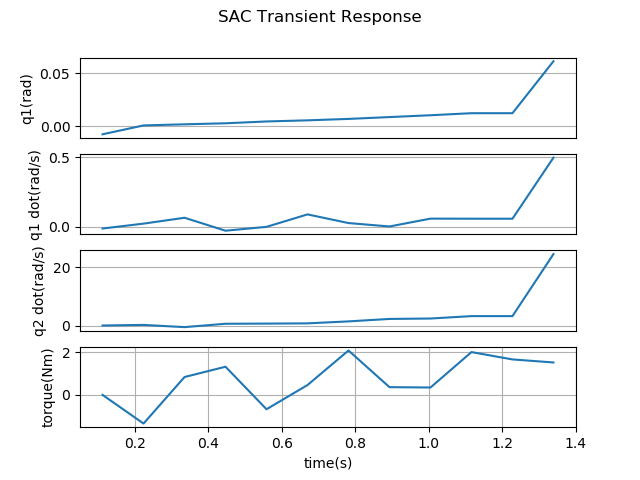 SAC Transient Response
q1(rad)
0.05
0.00
q1 dot(rad/s)
0.5
0.0
q2 dot(rad/s)
20
0
torque(Nm)
2
0
0.2 0.4 0.6 0.8 1.0 1.2 1.4
time(s)